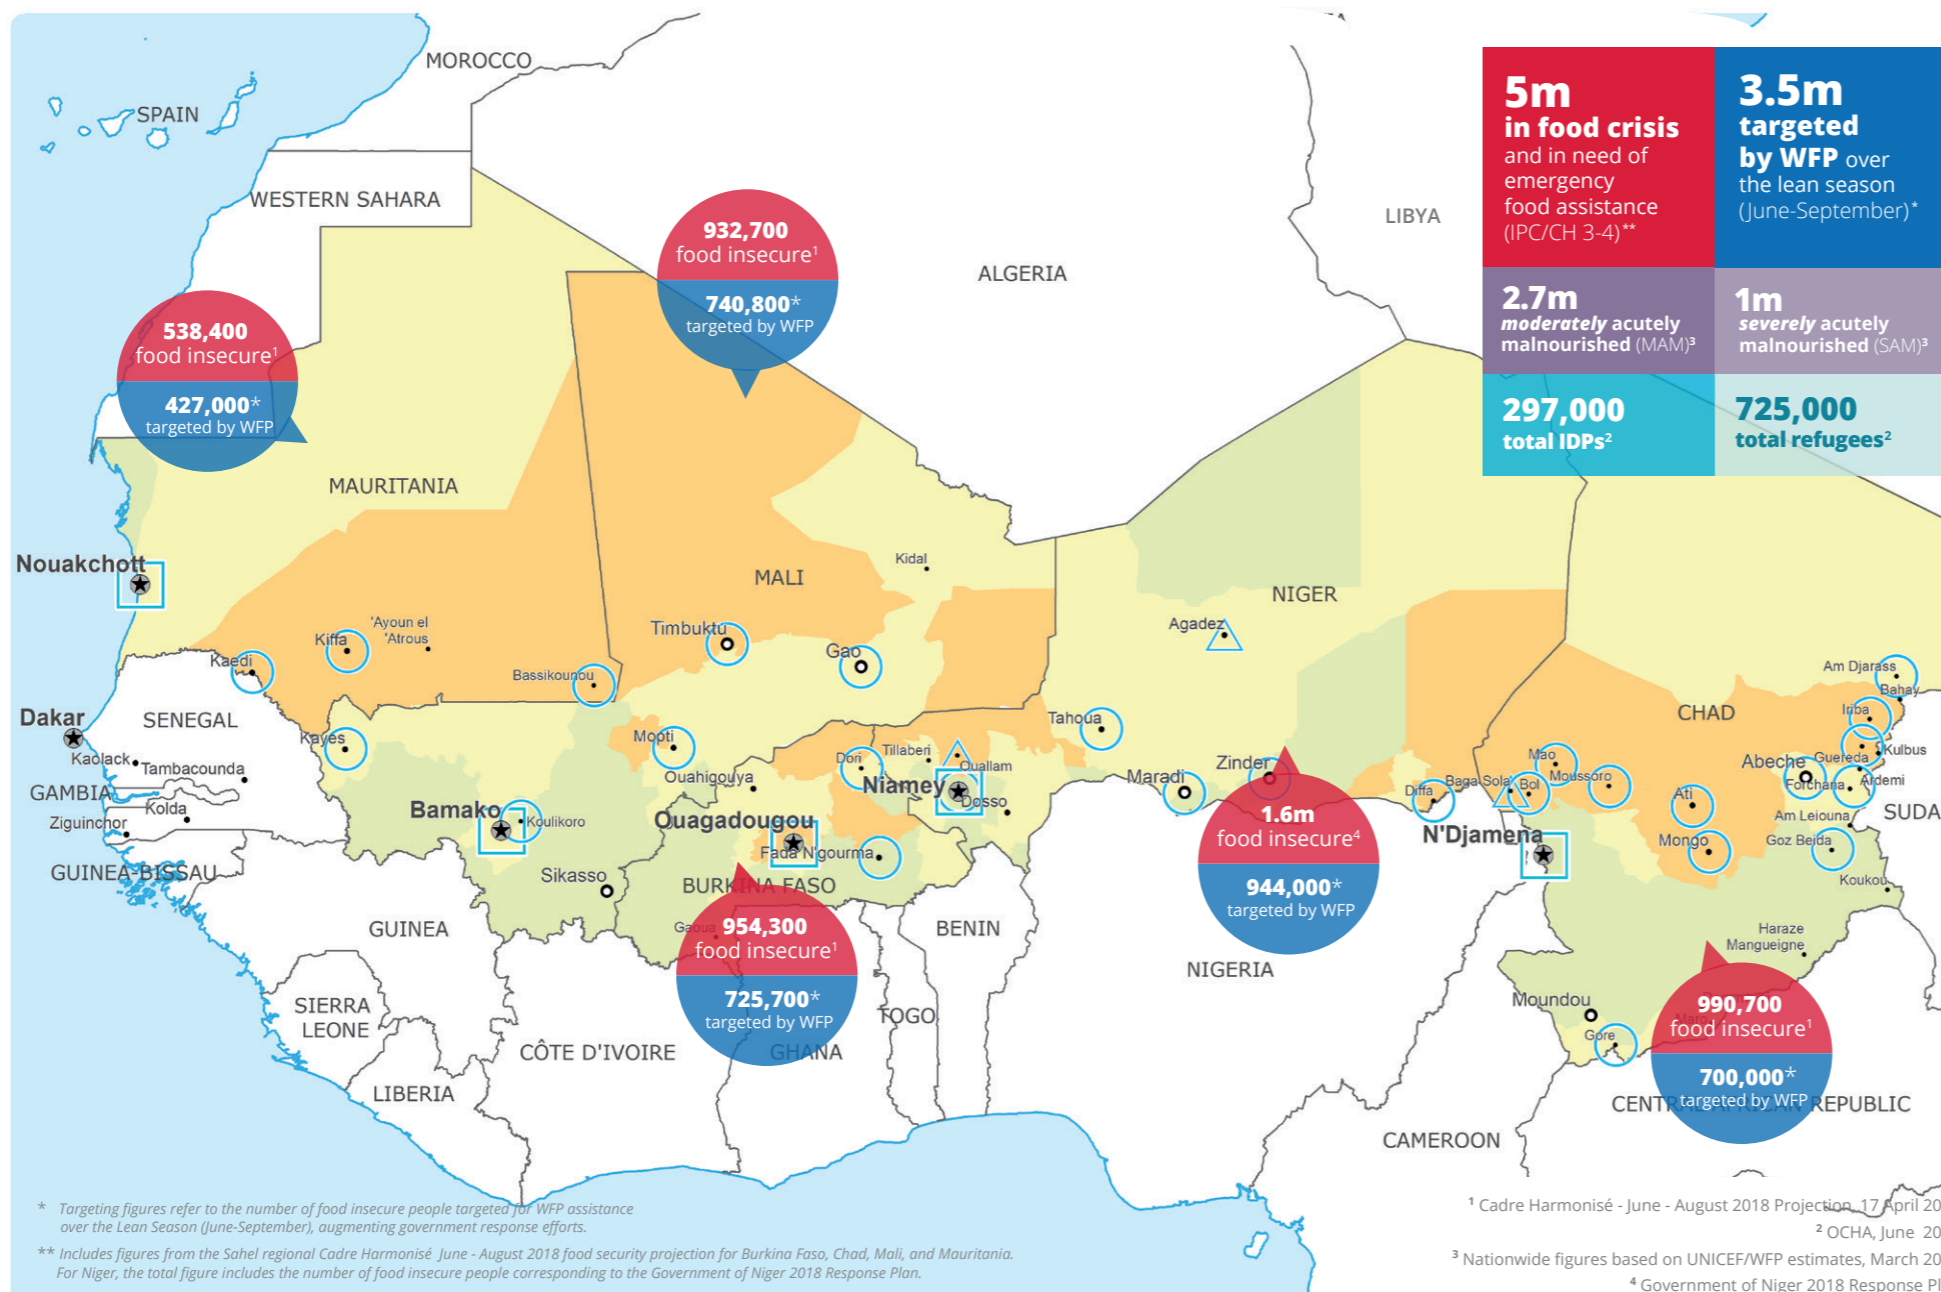 MOROCCO
SPAIN
WESTERN SAHARA
ALGERIA
LIBYA
5m
in food crisis
and in need of
emergency
food assistance
(IPC/CH 3-4)**
3.5m
targeted
by WFP over
the lean season
(June-September)*
2.7m
moderately acutely
malnourished (MAM)³
1m
severely acutely
malnourished (SAM)³
297,000
total IDPs²
725,000
total refugees²
932,700
food insecure¹
740,800*
targeted by WFP
538,400
food insecure¹
427,000*
targeted by WFP
MAURITANIA
Nouakchott
MALI
Kidal
NIGER
Agadez
Timbuktu
Gao
'Ayoun el
'Atrous
Kiffa
Kaedi
Bassikounou
Dakar
SENEGAL
Kaolack
Tambacounda
GAMBIA
Kolda
Ziguinchor
GUINEA-BISSAU
Kayes
Mopti
Dori
Tillaberi
Ouallam
Tahoua
Niamey
Dosso
Maradi
Zinder
Ouahigouya
Bamako
Koulikoro
Ouagadougou
Fada N'gourma
Sikasso
BURKINA FASO
Gaoua
954,300
food insecure¹
725,700*
targeted by WFP
1.6m
food insecure⁴
944,000*
targeted by WFP
Diffa
Baga-Sola
Bol
Mao
Moussoro
N'Djamena
CHAD
Am Djarass
Bahay
Iriba
Guereda
Kulbus
Abeche
Forchana
Ardemi
Ati
Am Leiouna
SUDA
Mongo
Goz Beida
Koukou
Haraze
Mangueigne
Moundou
Gore
Maro
990,700
food insecure¹
700,000*
targeted by WFP
GUINEA
SIERRA
LEONE
LIBERIA
CÔTE D'IVOIRE
GHANA
TOGO
BENIN
NIGERIA
CAMEROON
CENTRAL AFRICAN REPUBLIC
* Targeting figures refer to the number of food insecure people targeted for WFP assistance
over the Lean Season (June-September), augmenting government response efforts.
** Includes figures from the Sahel regional Cadre Harmonisé June - August 2018 food security projection for Burkina Faso, Chad, Mali, and Mauritania.
For Niger, the total figure includes the number of food insecure people corresponding to the Government of Niger 2018 Response Plan.
¹ Cadre Harmonisé - June - August 2018 Projection, 17 April 20
² OCHA, June 20
³ Nationwide figures based on UNICEF/WFP estimates, March 20
⁴ Government of Niger 2018 Response Pl